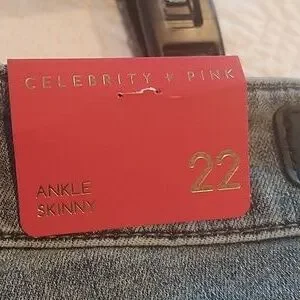 CELEBRITY + PINK
ANKLE
SKINNY
22